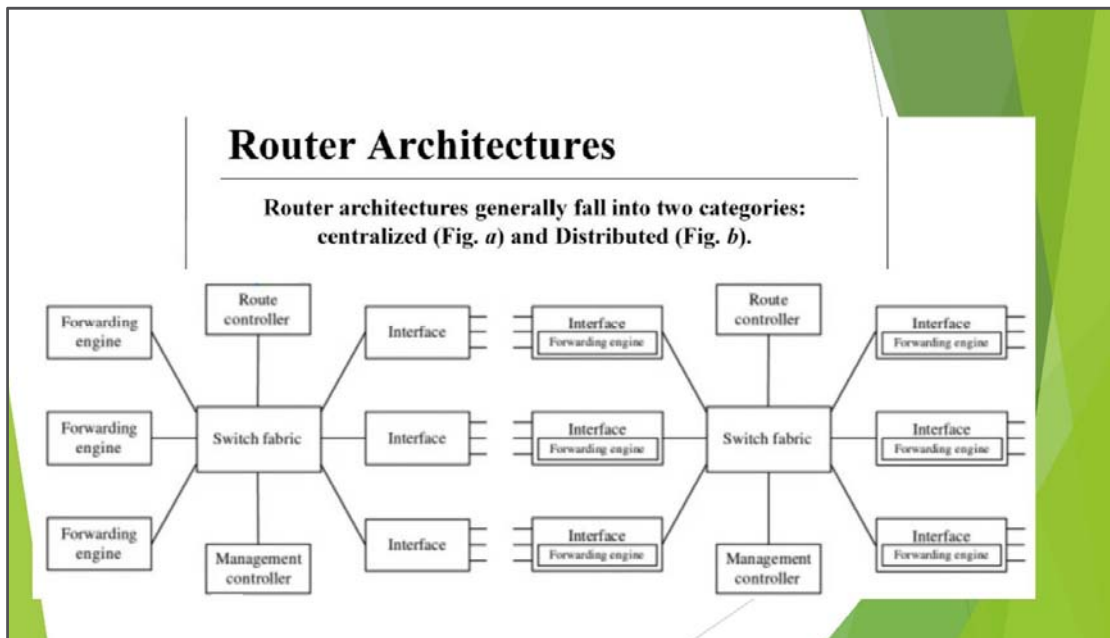 Router Architectures
Router architectures generally fall into two categories:
centralized (Fig. a) and Distributed (Fig. b).
Forwarding
engine
Route
controller
Interface
Forwarding
engine
Switch fabric
Interface
Forwarding
engine
Management
controller
Interface
Interface
Forwarding engine
Route
controller
Interface
Forwarding engine
Interface
Forwarding engine
Switch fabric
Interface
Forwarding engine
Interface
Forwarding engine
Management
controller
Interface
Forwarding engine